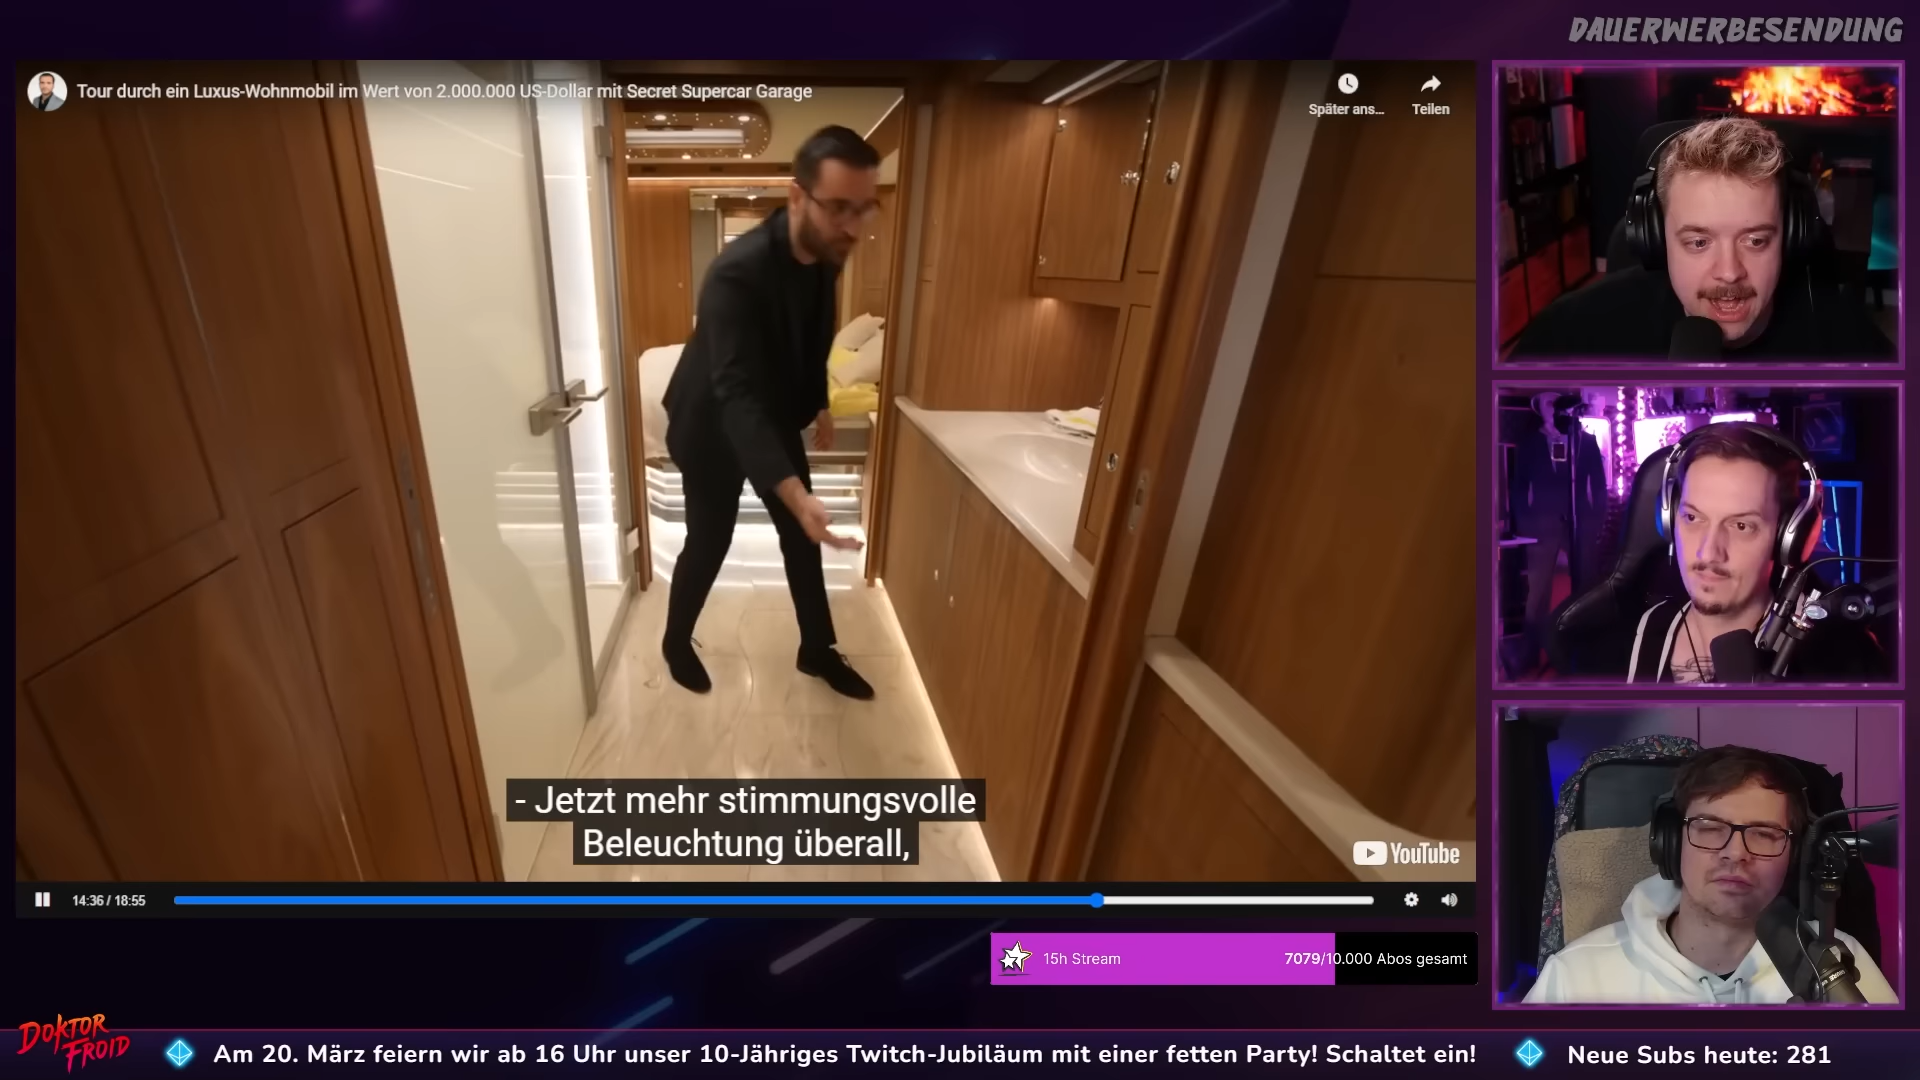 DAUERWERBESENDUNG
Tour durch ein Luxus-Wohnmobil im Wert von 2.000.000 US-Dollar mit Secret Supercar Garage
Später ans...
Teilen
- Jetzt mehr stimmungsvolle
Beleuchtung überall,
YouTube
14:36 / 18:55
15h Stream
7079/10.000 Abos gesamt
DOKTOR
FROID
Am 20. März feiern wir ab 16 Uhr unser 10-Jähriges Twitch-Jubiläum mit einer fetten Party! Schaltet ein!
Neue Subs heute: 281